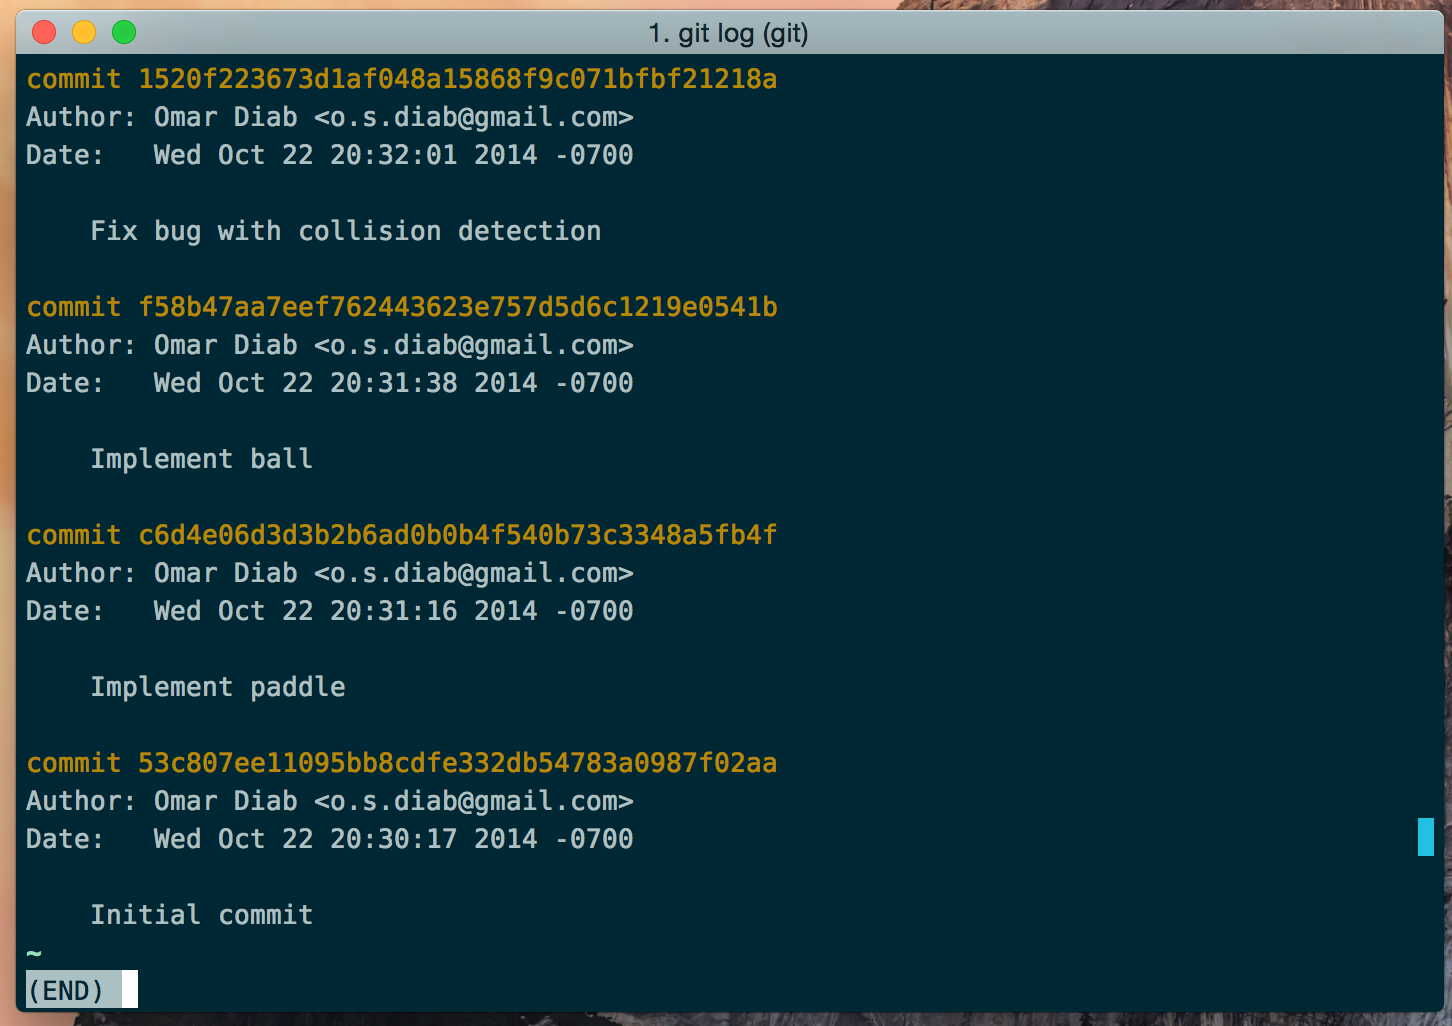 1. git log (git)
commit 1520f223673d1af048a15868f9c071bfbf21218a
Author: Omar Diab <o.s.diab@gmail.com>
Date:   Wed Oct 22 20:32:01 2014 -0700
    Fix bug with collision detection
commit f58b47aa7eef762443623e757d5d6c1219e0541b
Author: Omar Diab <o.s.diab@gmail.com>
Date:   Wed Oct 22 20:31:38 2014 -0700
    Implement ball
commit c6d4e06d3d3b2b6ad0b0b4f540b73c3348a5fb4f
Author: Omar Diab <o.s.diab@gmail.com>
Date:   Wed Oct 22 20:31:16 2014 -0700
    Implement paddle
commit 53c807ee11095bb8cdfe332db54783a0987f02aa
Author: Omar Diab <o.s.diab@gmail.com>
Date:   Wed Oct 22 20:30:17 2014 -0700
    Initial commit
~
(END)